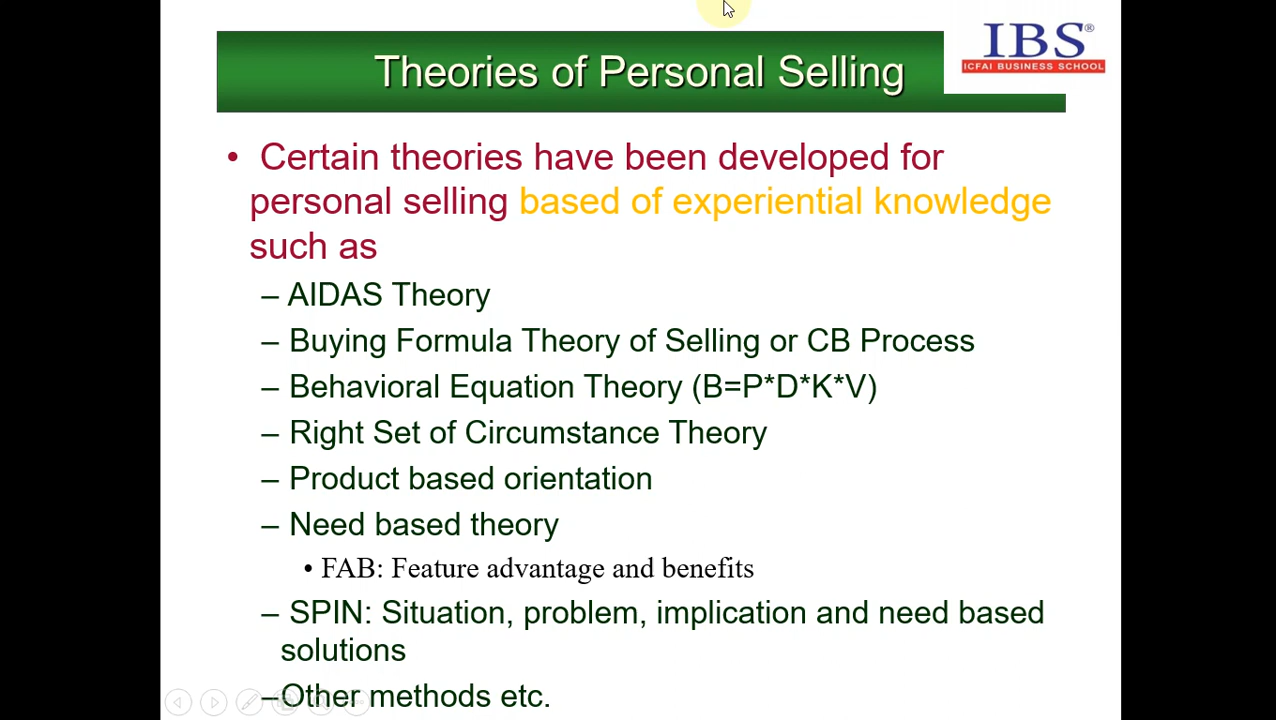 Theories of Personal Selling
IBS®
ICFAI BUSINESS SCHOOL
• Certain theories have been developed for
personal selling based of experiential knowledge
such as
– AIDAS Theory
– Buying Formula Theory of Selling or CB Process
– Behavioral Equation Theory (B=P*D*K*V)
– Right Set of Circumstance Theory
– Product based orientation
– Need based theory
• FAB: Feature advantage and benefits
– SPIN: Situation, problem, implication and need based
solutions
–Other methods etc.